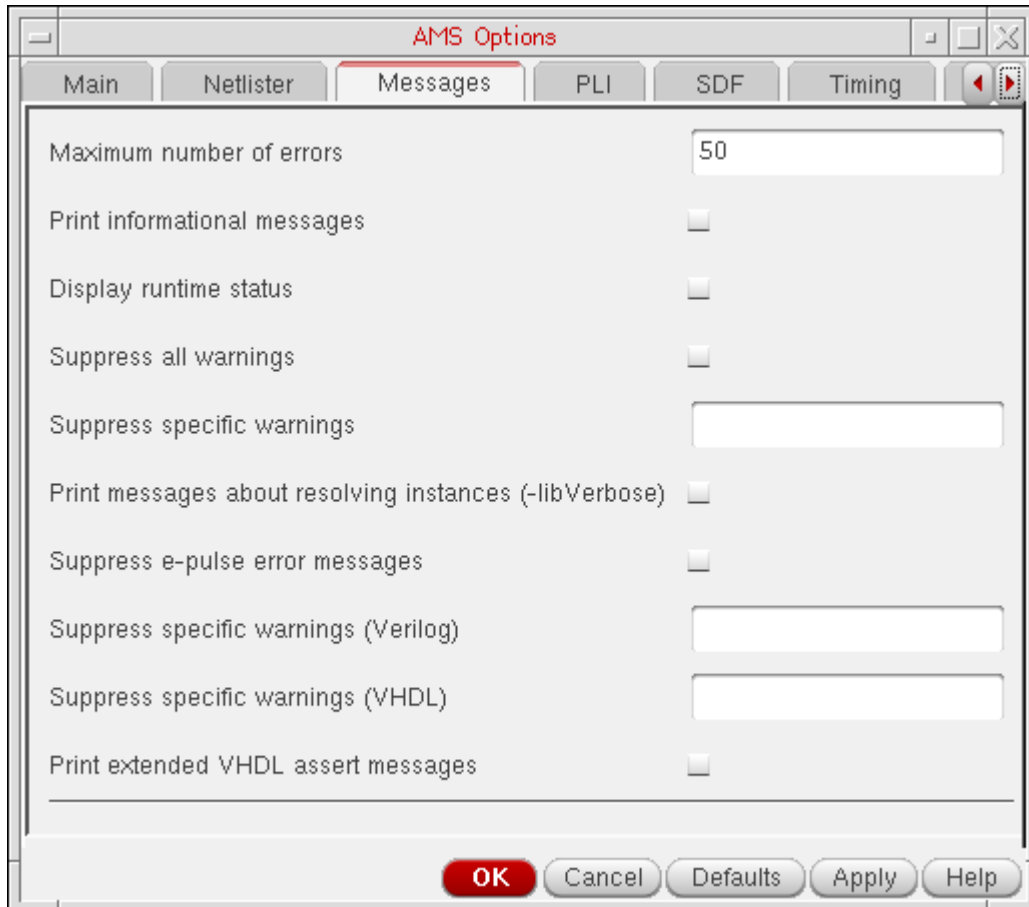 AMS Options
Main Netlister Messages PLI SDF Timing
Maximum number of errors 50
Print informational messages
Display runtime status
Suppress all warnings
Suppress specific warnings
Print messages about resolving instances (-libVerbose)
Suppress e-pulse error messages
Suppress specific warnings (Verilog)
Suppress specific warnings (VHDL)
Print extended VHDL assert messages
OK Cancel Defaults Apply Help